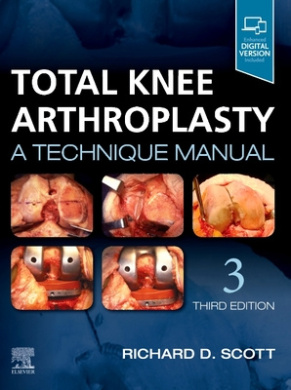 Enhanced
DIGITAL
VERSION
Included
TOTAL KNEE
ARTHROPLASTY
A TECHNIQUE MANUAL
3
THIRD EDITION
ELSEVIER
RICHARD D. SCOTT